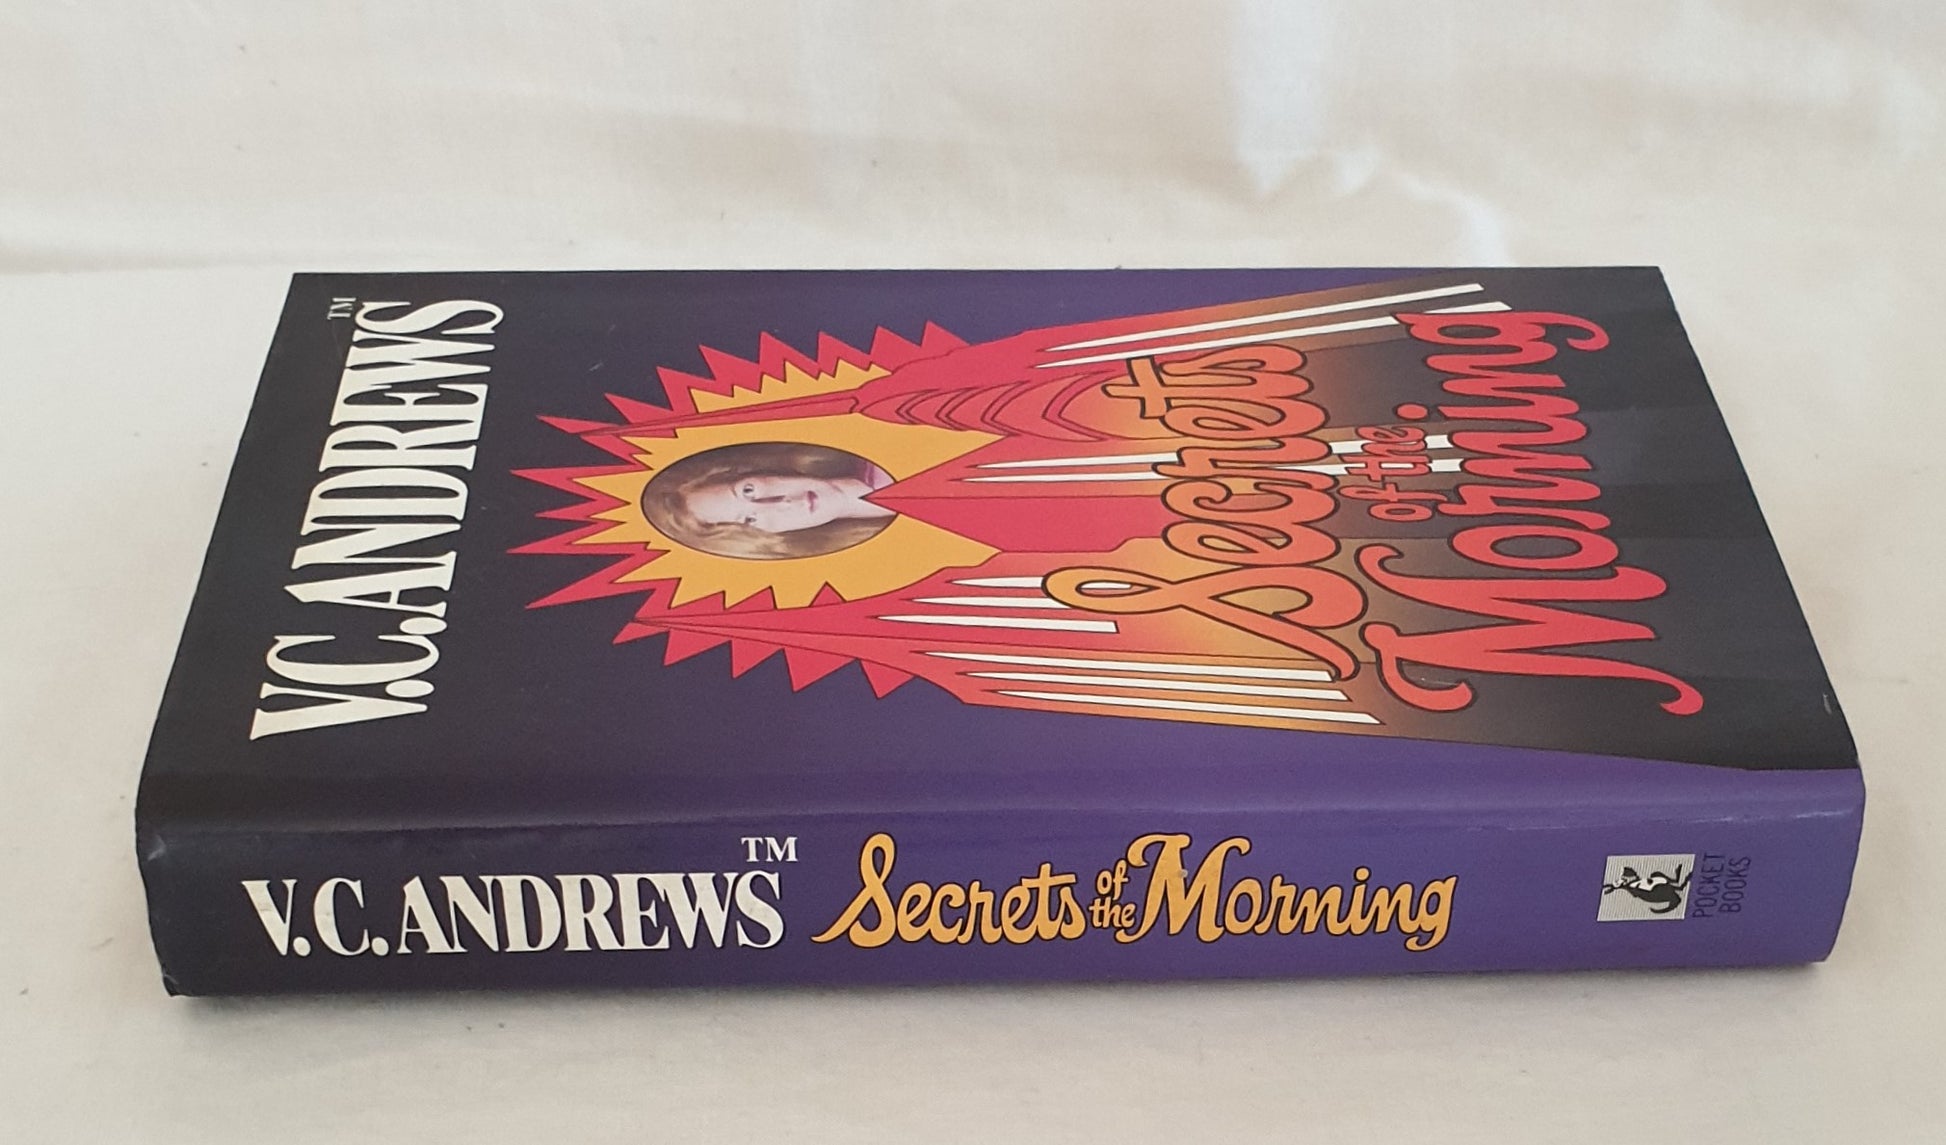 V.C. ANDREWS™
Secrets
of the
Morning
V.C. ANDREWS™ Secrets of the Morning
POCKET
BOOKS